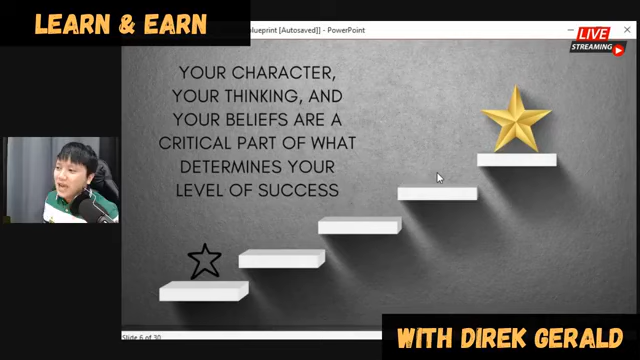 LEARN & EARN
blueprint [Autosaved]] - PowerPoint
LIVE
STREAMING
YOUR CHARACTER,
YOUR THINKING, AND
YOUR BELIEFS ARE A
CRITICAL PART OF WHAT
DETERMINES YOUR
LEVEL OF SUCCESS
Slide 6 of 30
WITH DIREK GERALD